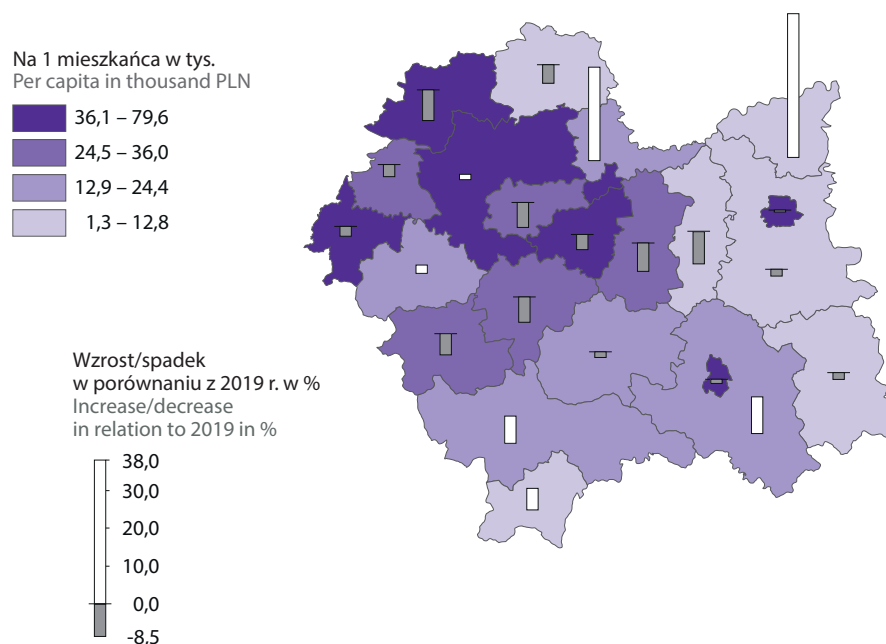 Na 1 mieszkańca w tys.
Per capita in thousand PLN
36,1 – 79,6
24,5 – 36,0
12,9 – 24,4
1,3 – 12,8
Wzrost/spadek
w porównaniu z 2019 r. w %
Increase/decrease
in relation to 2019 in %
38,0
30,0
20,0
10,0
0,0
-8,5